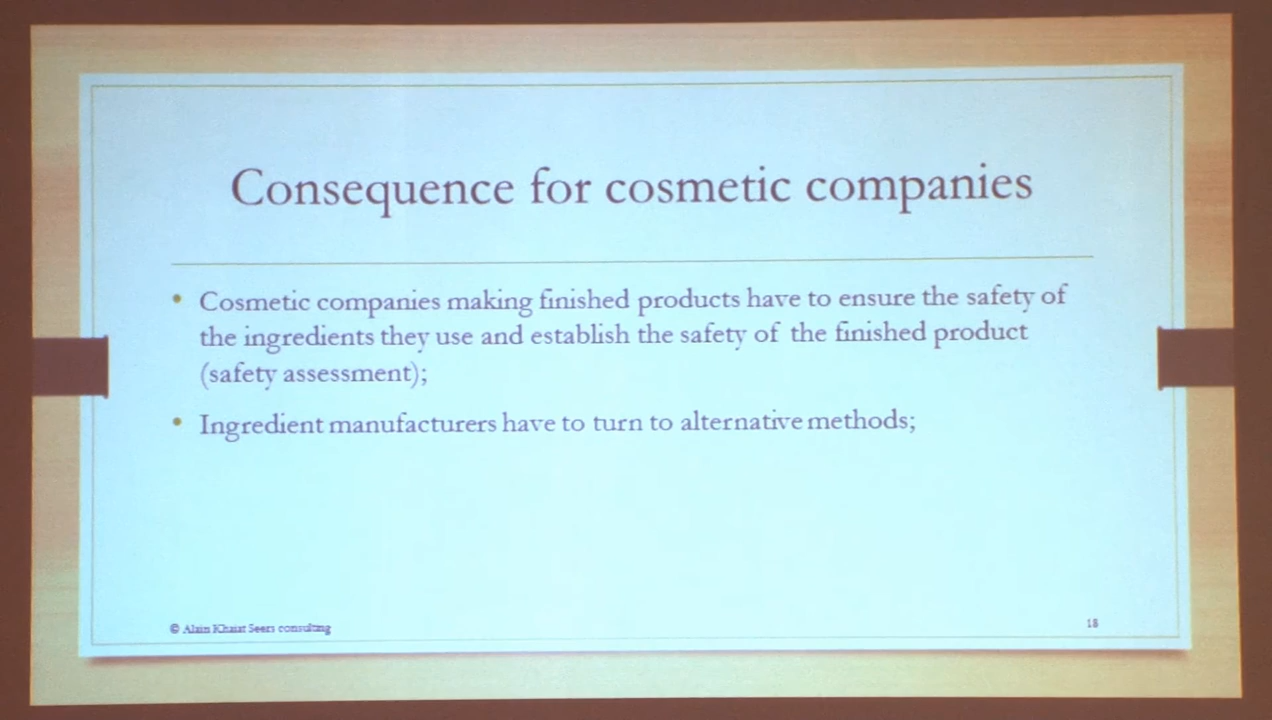 Consequence for cosmetic companies
• Cosmetic companies making finished products have to ensure the safety of
the ingredients they use and establish the safety of the finished product
(safety assessment);
• Ingredient manufacturers have to turn to alternative methods;
© Alain Khaiat Seers consulting
18